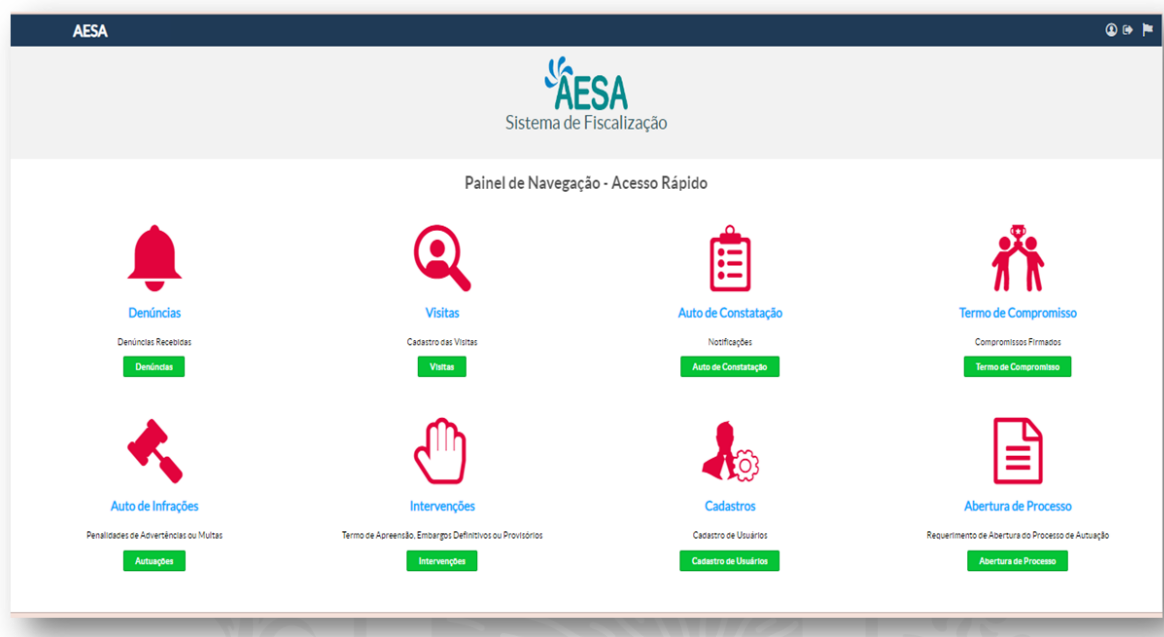 AESA
AESA
Sistema de Fiscalização
Painel de Navegação - Acesso Rápido
Denúncias
Visitas
Auto de Constatação
Termo de Compromisso
Denúncias Recebidas
Cadastro das Visitas
Notificações
Compromissos Firmados
Denúncias
Visitas
Auto de Constatação
Termo de Compromisso
Auto de Infrações
Intervenções
Cadastros
Abertura de Processo
Penalidades de Advertências ou Multas
Termo de Apreensão, Embargos Definitivos ou Provisórios
Cadastro de Usuários
Requerimento de Abertura do Processo de Autuação
Autuações
Intervenções
Cadastro de Usuários
Abertura de Processo